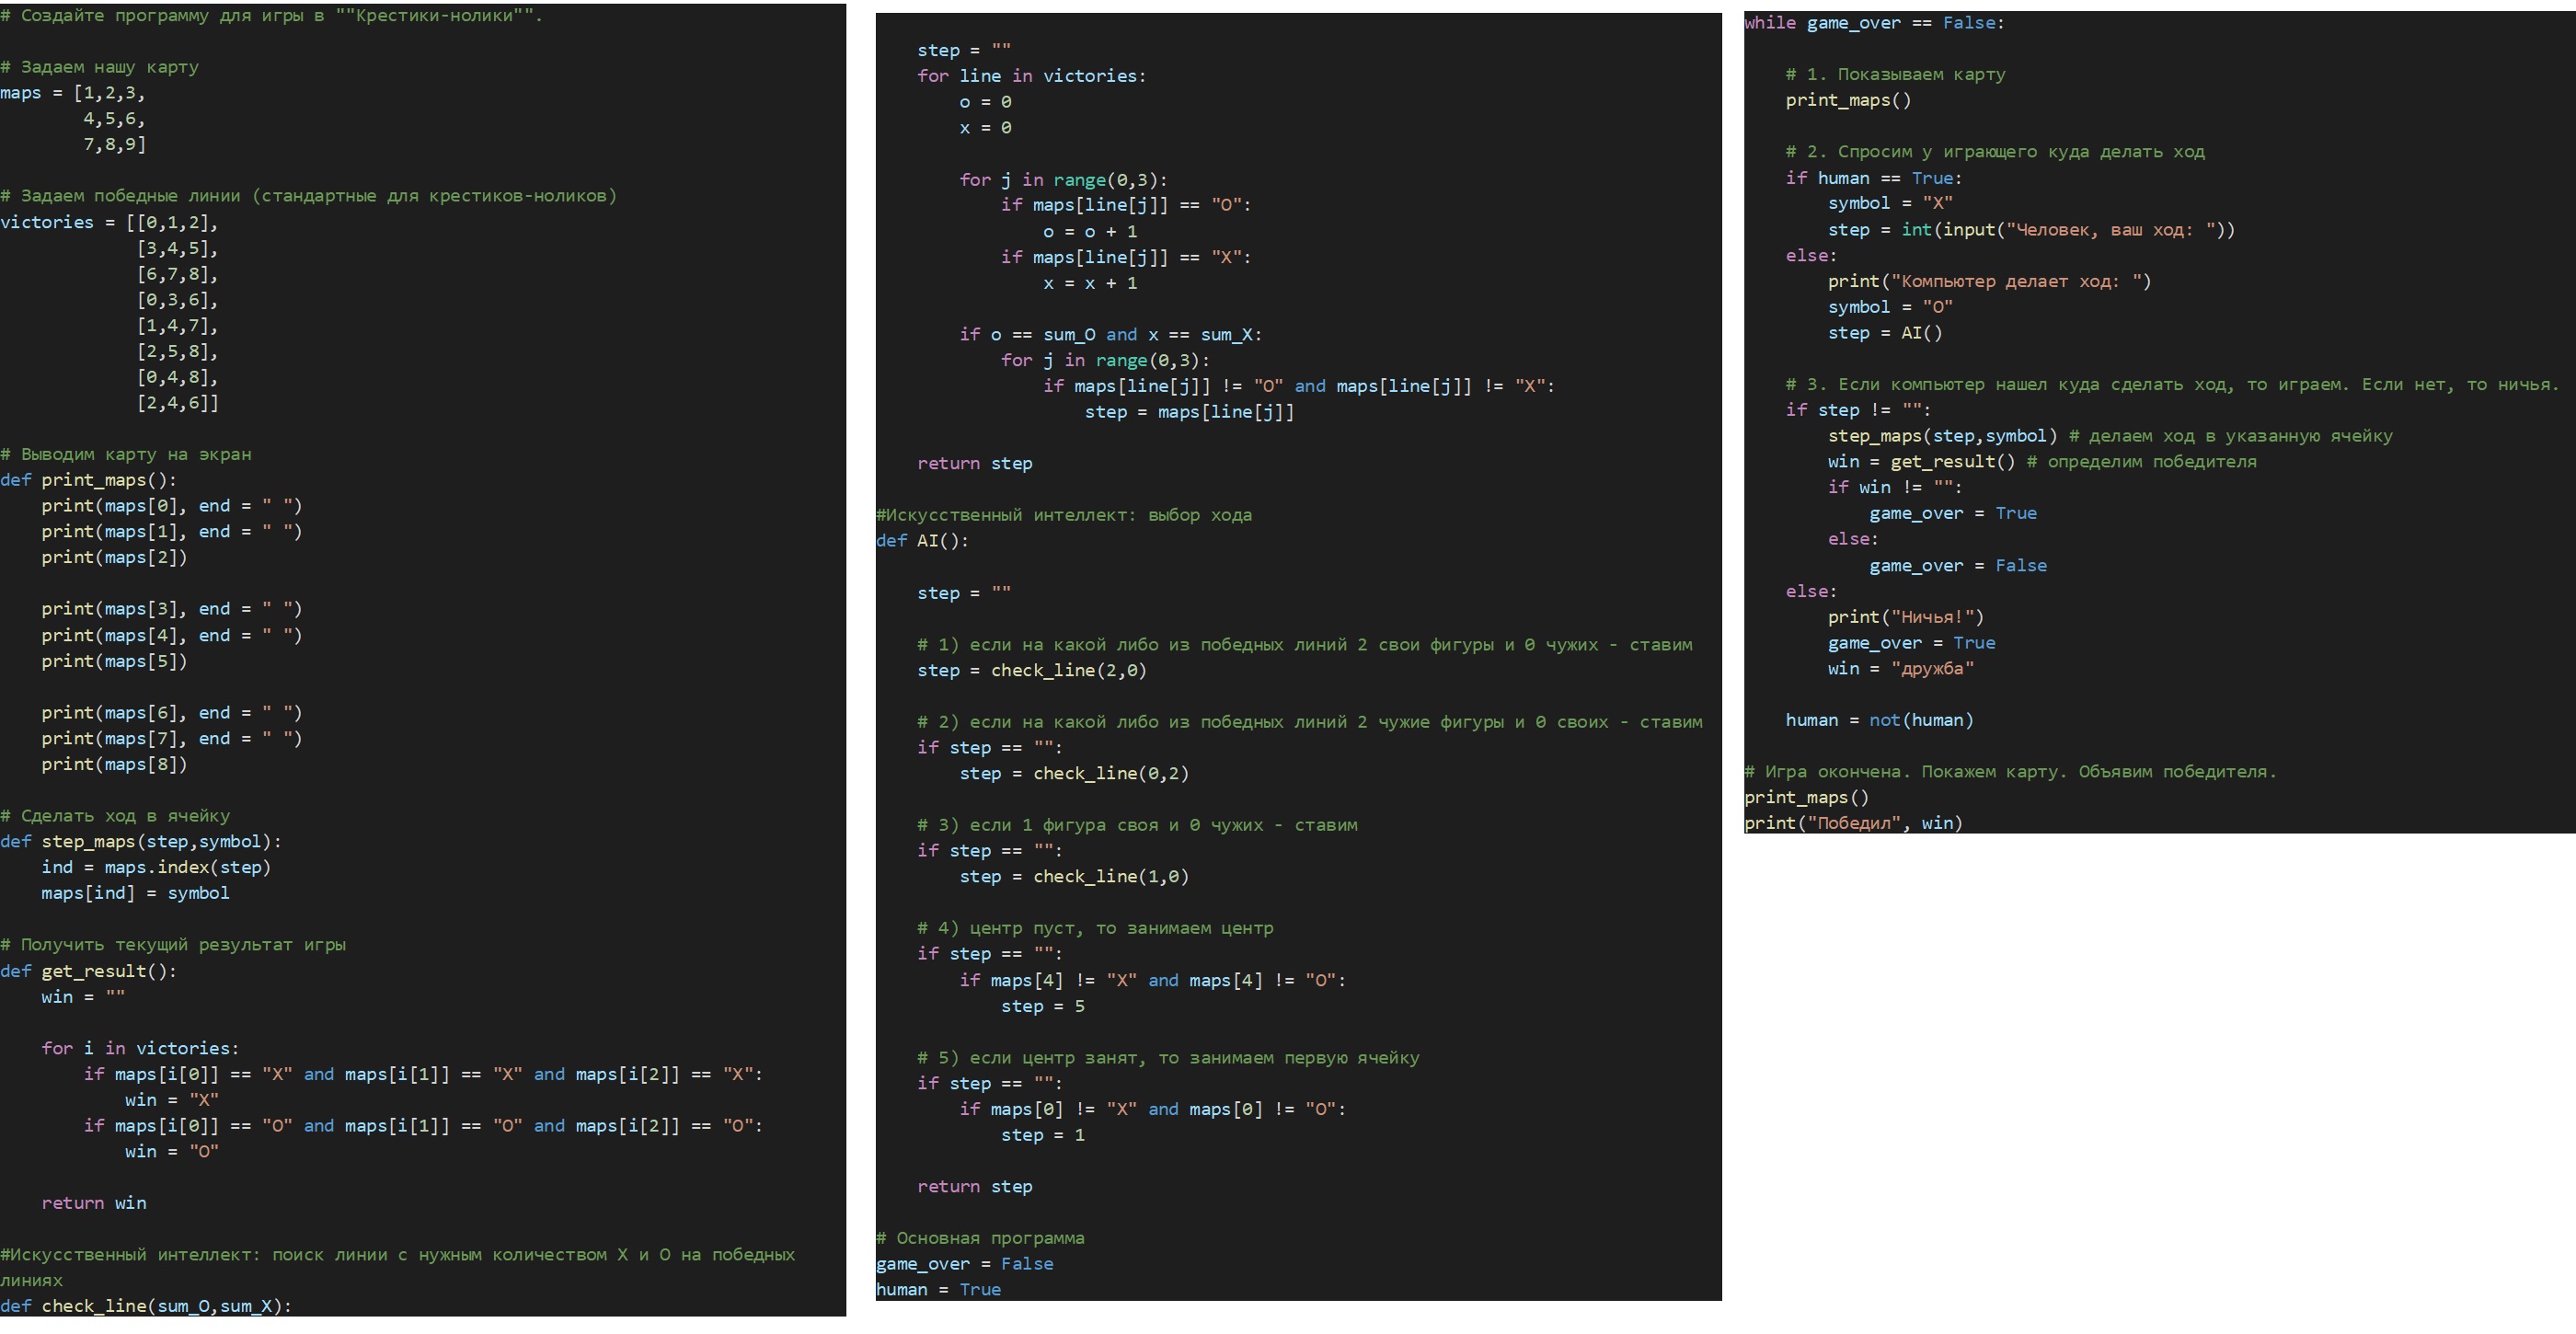 # Создайте программу для игры в ""Крестики-нолики"".

# Задаем нашу карту
maps = [1,2,3,
        4,5,6,
        7,8,9]

# Задаем победные линии (стандартные для крестиков-ноликов)
victories = [[0,1,2],
             [3,4,5],
             [6,7,8],
             [0,3,6],
             [1,4,7],
             [2,5,8],
             [0,4,8],
             [2,4,6]]

# Выводим карту на экран
def print_maps():
    print(maps[0], end = " ")
    print(maps[1], end = " ")
    print(maps[2])

    print(maps[3], end = " ")
    print(maps[4], end = " ")
    print(maps[5])

    print(maps[6], end = " ")
    print(maps[7], end = " ")
    print(maps[8])

# Сделать ход в ячейку
def step_maps(step,symbol):
    ind = maps.index(step)
    maps[ind] = symbol

# Получить текущий результат игры
def get_result():
    win = ""

    for i in victories:
        if maps[i[0]] == "X" and maps[i[1]] == "X" and maps[i[2]] == "X":
            win = "X"
        if maps[i[0]] == "O" and maps[i[1]] == "O" and maps[i[2]] == "O":
            win = "O"

    return win

#Искусственный интеллект: поиск линии с нужным количеством X и O на победных
линиях
def check_line(sum_O,sum_X):

    step = ""
    for line in victories:
        o = 0
        x = 0

        for j in range(0,3):
            if maps[line[j]] == "O":
                o = o + 1
            if maps[line[j]] == "X":
                x = x + 1

        if o == sum_O and x == sum_X:
            for j in range(0,3):
                if maps[line[j]] != "O" and maps[line[j]] != "X":
                    step = maps[line[j]]

    return step

#Искусственный интеллект: выбор хода
def AI():

    step = ""

    # 1) если на какой либо из победных линий 2 свои фигуры и 0 чужих - ставим
    step = check_line(2,0)

    # 2) если на какой либо из победных линий 2 чужие фигуры и 0 своих - ставим
    if step == "":
        step = check_line(0,2)

    # 3) если 1 фигура своя и 0 чужих - ставим
    if step == "":
        step = check_line(1,0)

    # 4) центр пуст, то занимаем центр
    if step == "":
        if maps[4] != "X" and maps[4] != "O":
            step = 5

    # 5) если центр занят, то занимаем первую ячейку
    if step == "":
        if maps[0] != "X" and maps[0] != "O":
            step = 1

    return step

# Основная программа
game_over = False
human = True

while game_over == False:

    # 1. Показываем карту
    print_maps()

    # 2. Спросим у играющего куда делать ход
    if human == True:
        symbol = "X"
        step = int(input("Человек, ваш ход: "))
    else:
        print("Компьютер делает ход: ")
        symbol = "O"
        step = AI()

    # 3. Если компьютер нашел куда сделать ход, то играем. Если нет, то ничья.
    if step != "":
        step_maps(step,symbol) # делаем ход в указанную ячейку
        win = get_result() # определим победителя
        if win != "":
            game_over = True
        else:
            game_over = False
    else:
        print("Ничья!")
        game_over = True
        win = "дружба"

    human = not(human)

# Игра окончена. Покажем карту. Объявим победителя.
print_maps()
print("Победил", win)